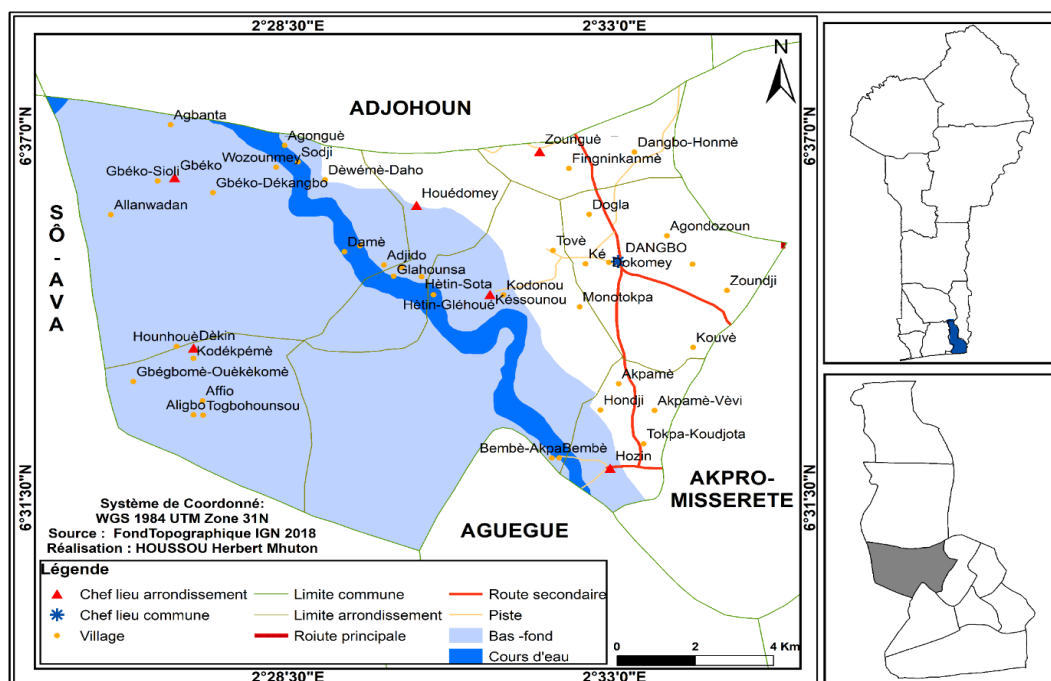 2°28'30"E
2°33'0"E
6°37'0"N
6°37'0"N
ADJOHOUN
Agbanta
Agonguè
Zounguè
Dangbo-Honmè
Wozounmey
Sodji
Fingninkanmè
Gbéko-Sioli
Gbéko
Dèwémè-Daho
Gbéko-Dékangbo
Houédomey
Allanwadan
Dogla
SÔ-AVA
Agondozoun
Damè
Tovè
Ké
DANGBO
Dokomey
Adjido
Glahounsa
Hètin-Sota
Kodonou
Zoundji
Hètin-Gléhoué
Késsounou
Monotokpa
Hounhouè
Dèkin
Kouvè
Kodékpémè
Gbégbomè-Ouèkèkomè
Akpamè
Affio
Aligbo
Togbohounsou
Hondji
Akpamè-Vèvi
Tokpa-Koudjota
Bembè-Akpa
Bembè
Hozin
AKPRO-
MISSERETE
6°31'30"N
6°31'30"N
AGUEGUE
Système de Coordonné:
WGS 1984 UTM Zone 31N
Source : FondTopographique IGN 2018
Réalisation : HOUSSOU Herbert Mhuton
Légende
Chef lieu arrondissement
Limite commune
Route secondaire
Chef lieu commune
Limite arrondissement
Piste
Village
Roiute principale
Bas -fond
Cours d'eau
0 2 4 Km
2°28'30"E
2°33'0"E